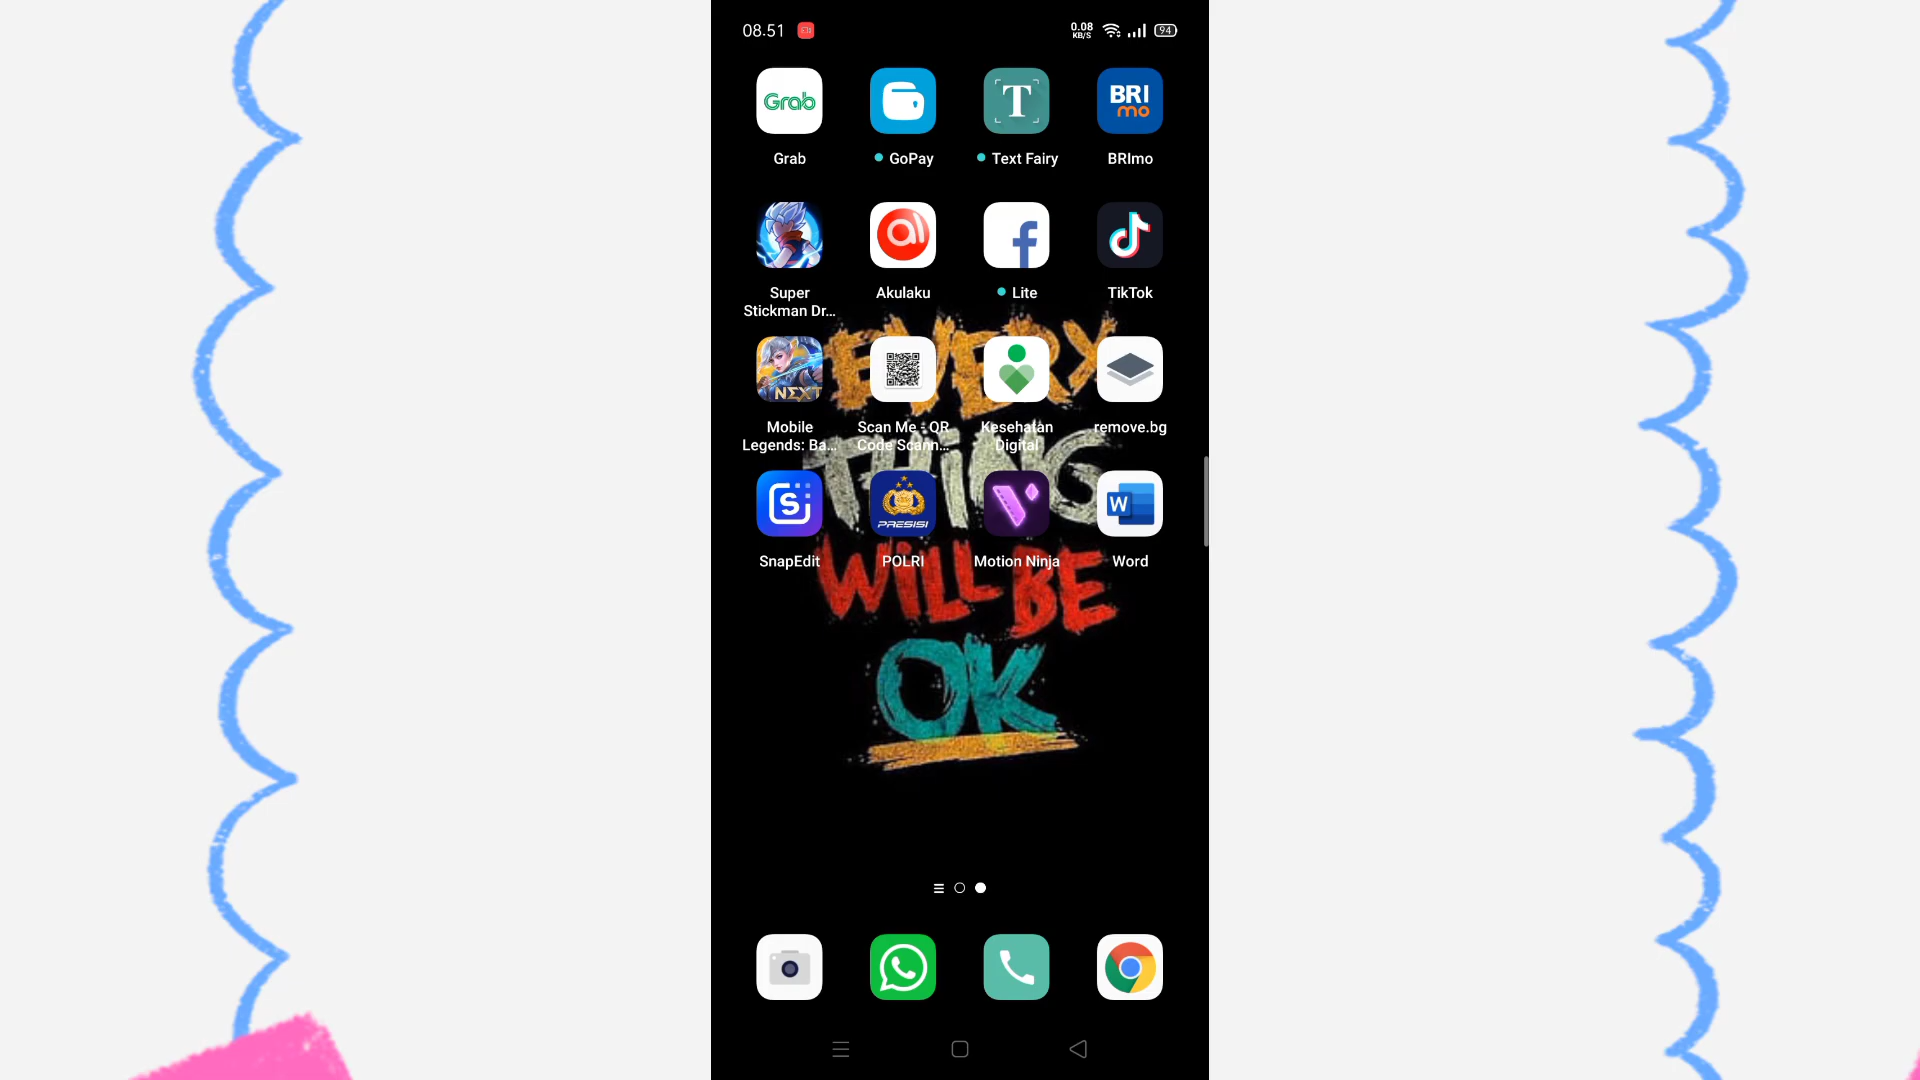 08.51 0.08 94
KB/S
Grab T BRI
mo
Grab GoPay Text Fairy BRImo
Super Akulaku Lite TikTok
Stickman Dr...
EVERY
NEXT
Mobile Scan Me - QR Kesehatan remove.bg
Legends: Ba... Code Scann... Digital
THING
S PRESISI W
SnapEdit POLRI Motion Ninja Word
WILL BE
OK